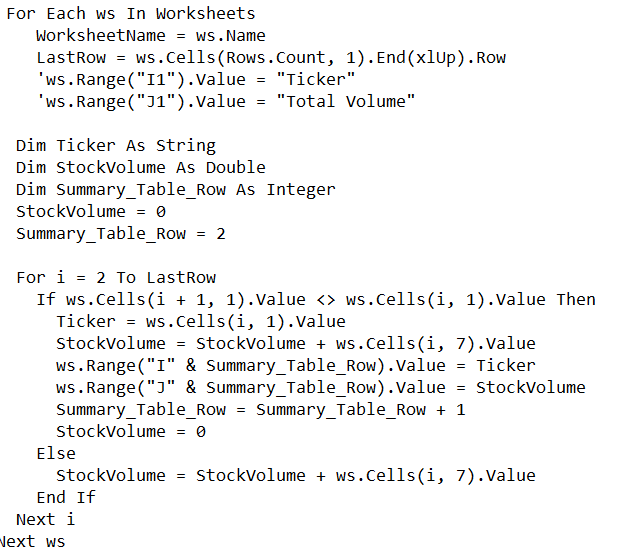 For Each ws In Worksheets
WorksheetName = ws.Name
LastRow = ws.Cells(Rows.Count, 1).End(xlUp).Row
'ws.Range("I1").Value = "Ticker"
'ws.Range("J1").Value = "Total Volume"
Dim Ticker As String
Dim StockVolume As Double
Dim Summary_Table_Row As Integer
StockVolume = 0
Summary_Table_Row = 2
For i = 2 To LastRow
If ws.Cells(i + 1, 1).Value <> ws.Cells(i, 1).Value Then
Ticker = ws.Cells(i, 1).Value
StockVolume = StockVolume + ws.Cells(i, 7).Value
ws.Range("I" & Summary_Table_Row).Value = Ticker
ws.Range("J" & Summary_Table_Row).Value = StockVolume
Summary_Table_Row = Summary_Table_Row + 1
StockVolume = 0
Else
StockVolume = StockVolume + ws.Cells(i, 7).Value
End If
Next i
Next ws